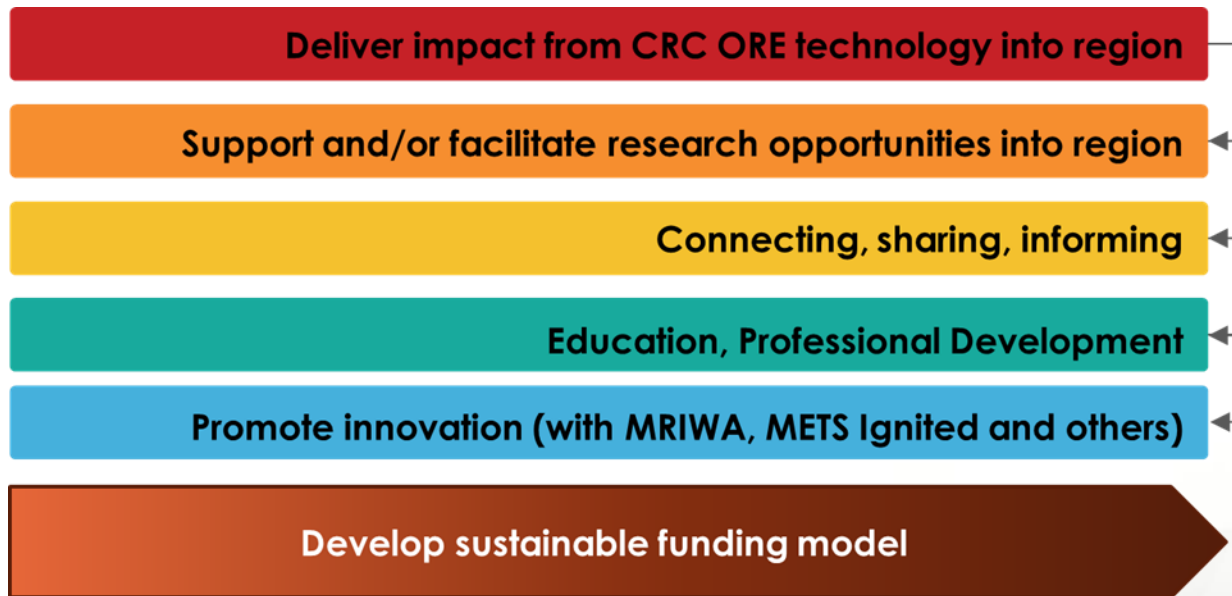 Deliver impact from CRC ORE technology into region
Support and/or facilitate research opportunities into region
Connecting, sharing, informing
Education, Professional Development
Promote innovation (with MRIWA, METS Ignited and others)
Develop sustainable funding model